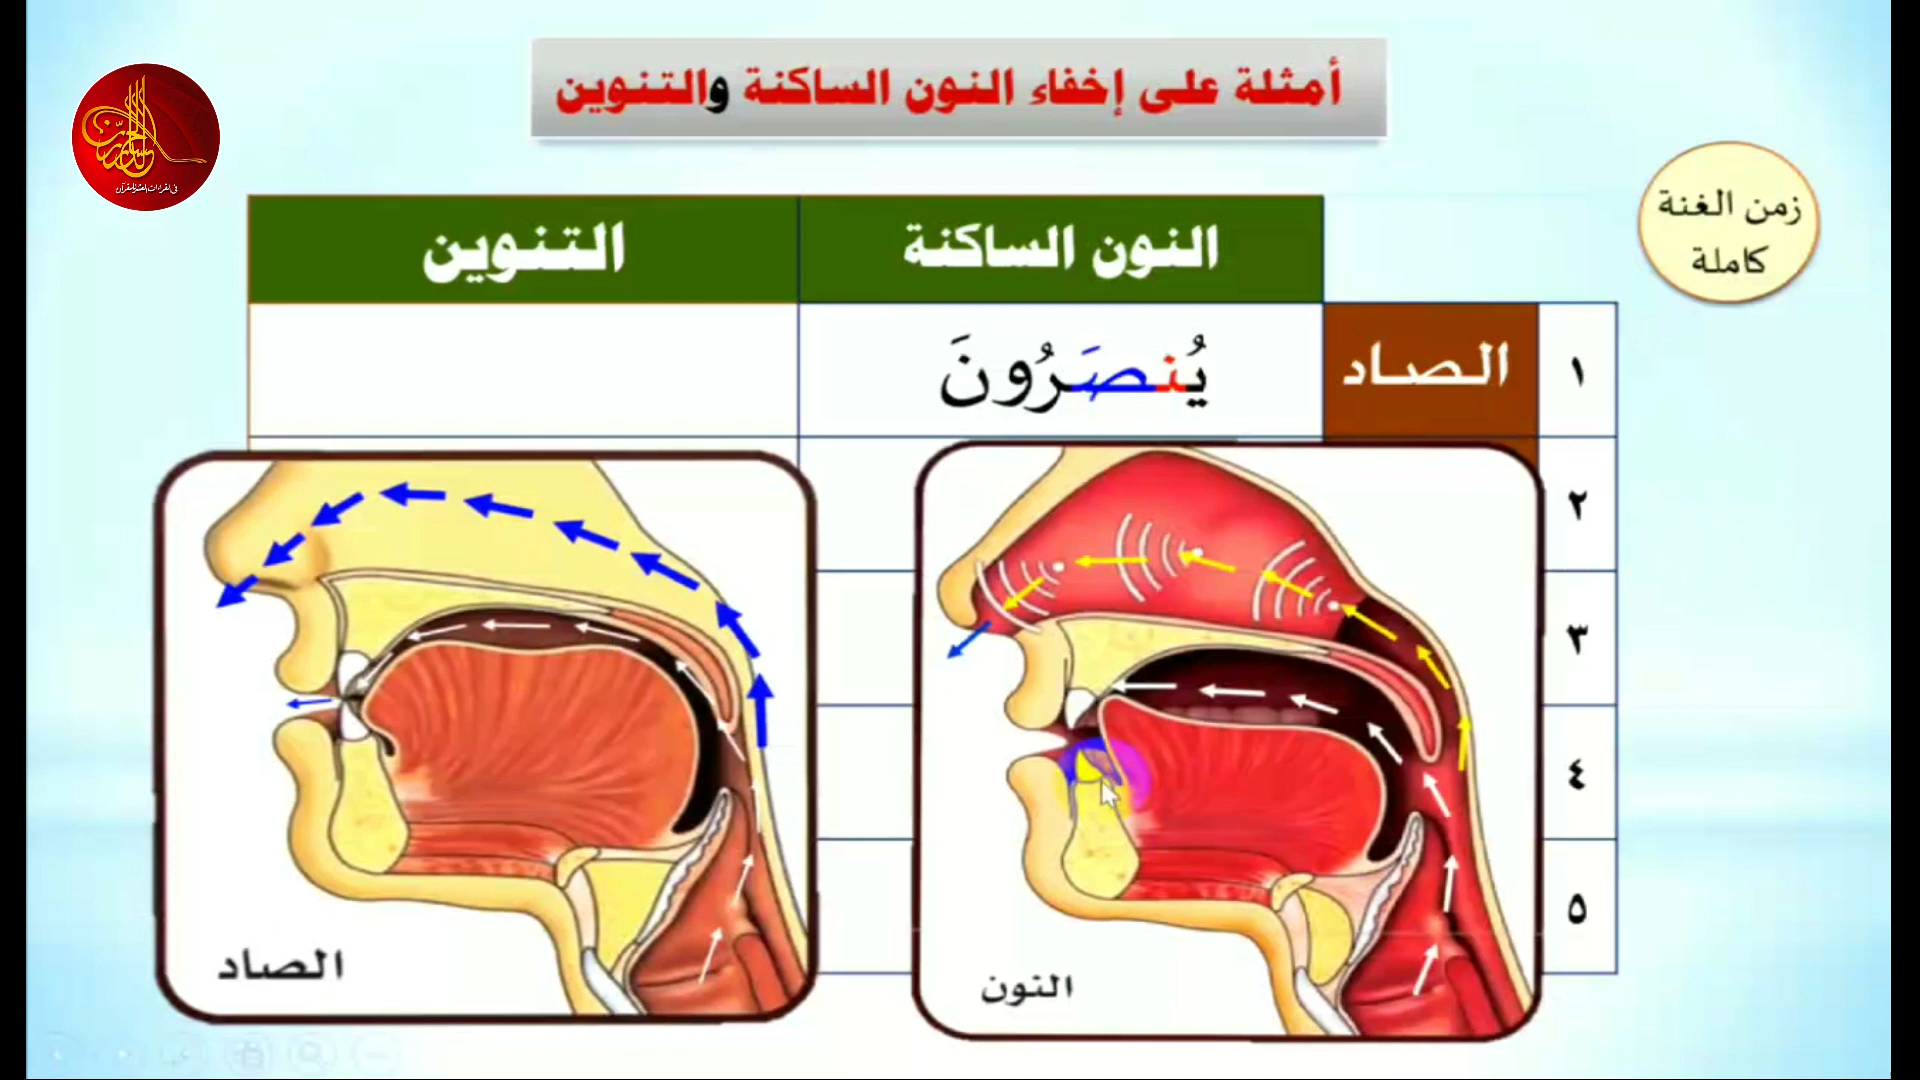 أمثلة على إخفاء النون الساكنة والتنوين
زمن الغنة
كاملة
النون الساكنة
التنوين
١
الصاد
يُنصَرُونَ
٢
٣
٤
٥
النون
الصاد